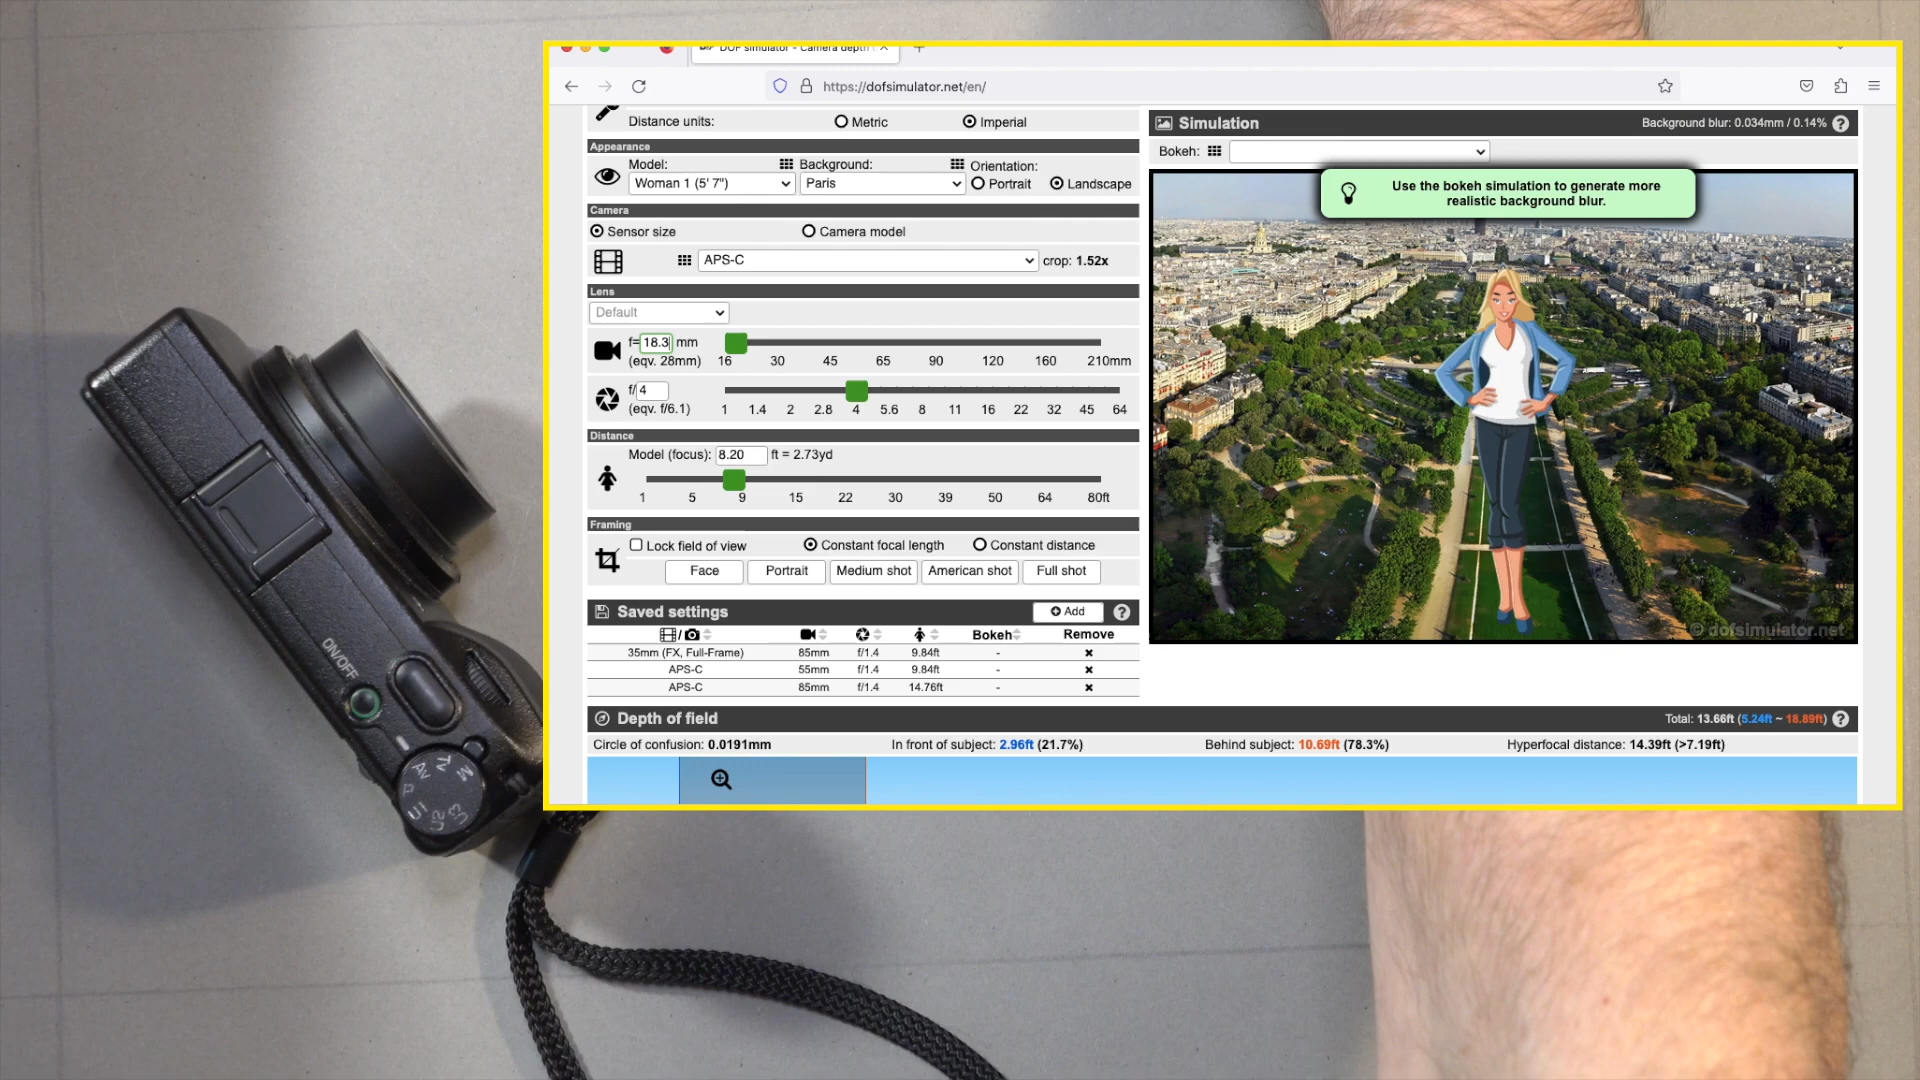 DOF simulator - Camera depth
https://dofsimulator.net/en/
Distance units: Metric Imperial
Appearance
Model: Background: Orientation:
Woman 1 (5' 7") Paris Portrait Landscape
Camera
Sensor size Camera model
APS-C crop: 1.52x
Lens
Default
f= 18.3 mm
(eqv. 28mm) 16 30 45 65 90 120 160 210mm
f/ 4
(eqv. f/6.1) 1 1.4 2 2.8 4 5.6 8 11 16 22 32 45 64
Distance
Model (focus): 8.20 ft = 2.73yd
1 5 9 15 22 30 39 50 64 80ft
Framing
Lock field of view Constant focal length Constant distance
Face Portrait Medium shot American shot Full shot
Saved settings Add ?
/ Bokeh Remove
35mm (FX, Full-Frame) 85mm f/1.4 9.84ft - ×
APS-C 55mm f/1.4 9.84ft - ×
APS-C 85mm f/1.4 14.76ft - ×
Simulation Background blur: 0.034mm / 0.14% ?
Bokeh:
Use the bokeh simulation to generate more
realistic background blur.
© dofsimulator.net
Depth of field Total: 13.66ft (5.24ft ~ 18.89ft) ?
Circle of confusion: 0.0191mm In front of subject: 2.96ft (21.7%) Behind subject: 10.69ft (78.3%) Hyperfocal distance: 14.39ft (>7.19ft)
ON/OFF
M
Tv
Av
P
U1
U2
U3